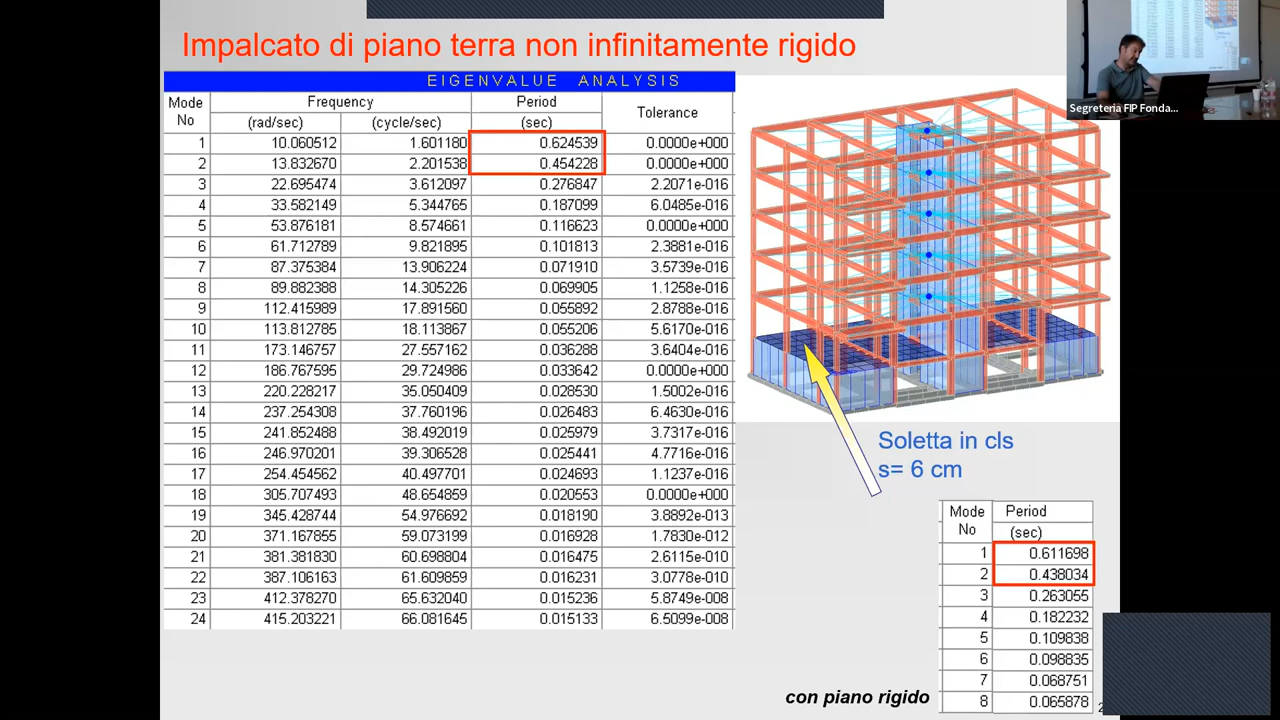 Impalcato di piano terra non infinitamente rigido
EIGENVALUE ANALYSIS
Mode No Frequency Period Tolerance
(rad/sec) (cycle/sec) (sec)
1 10.060512 1.601180 0.624539 0.0000e+000
2 13.832670 2.201538 0.454228 0.0000e+000
3 22.695474 3.612097 0.276847 2.2071e-016
4 33.582149 5.344765 0.187099 6.0485e-016
5 53.876181 8.574661 0.116623 0.0000e+000
6 61.712789 9.821895 0.101813 2.3881e-016
7 87.375384 13.906224 0.071910 3.5739e-016
8 89.882388 14.305226 0.069905 1.1258e-016
9 112.415989 17.891560 0.055892 2.8788e-016
10 113.812785 18.113867 0.055206 5.6170e-016
11 173.146757 27.557162 0.036288 3.6404e-016
12 186.767595 29.724986 0.033642 0.0000e+000
13 220.228217 35.050409 0.028530 1.5002e-016
14 237.254308 37.760196 0.026483 6.4630e-016
15 241.852488 38.492019 0.025979 3.7317e-016
16 246.970201 39.306528 0.025441 4.7716e-016
17 254.454562 40.497701 0.024693 1.1237e-016
18 305.707493 48.654859 0.020553 0.0000e+000
19 345.428744 54.976692 0.018190 3.8892e-013
20 371.167855 59.073199 0.016928 1.7830e-012
21 381.381830 60.698804 0.016475 2.6115e-010
22 387.106163 61.609859 0.016231 3.0778e-010
23 412.378270 65.632040 0.015236 5.8749e-008
24 415.203221 66.081645 0.015133 6.5099e-008
Segreteria FIP Fonda...
Soletta in cls
s= 6 cm
Mode No Period
(sec)
1 0.611698
2 0.438034
3 0.263055
4 0.182232
5 0.109838
6 0.098835
7 0.068751
8 0.065878
con piano rigido